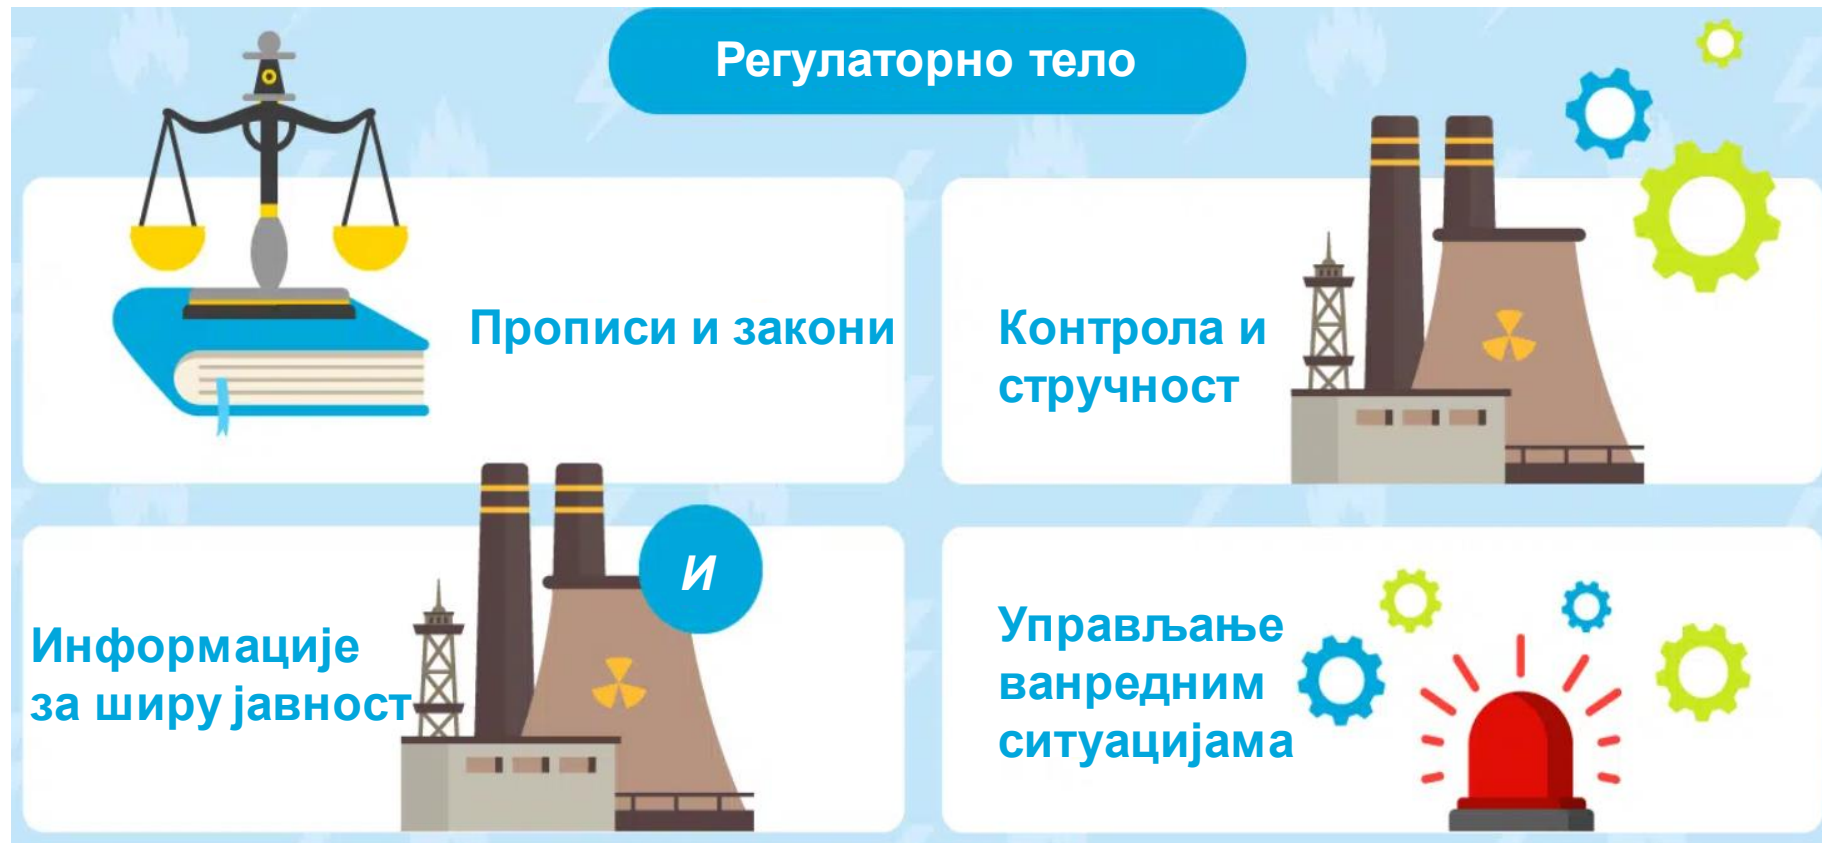 Регулаторно тело
Прописи и закони
Контрола и
стручност
И
Информације
за ширу јавност
Управљање
ванредним
ситуацијама